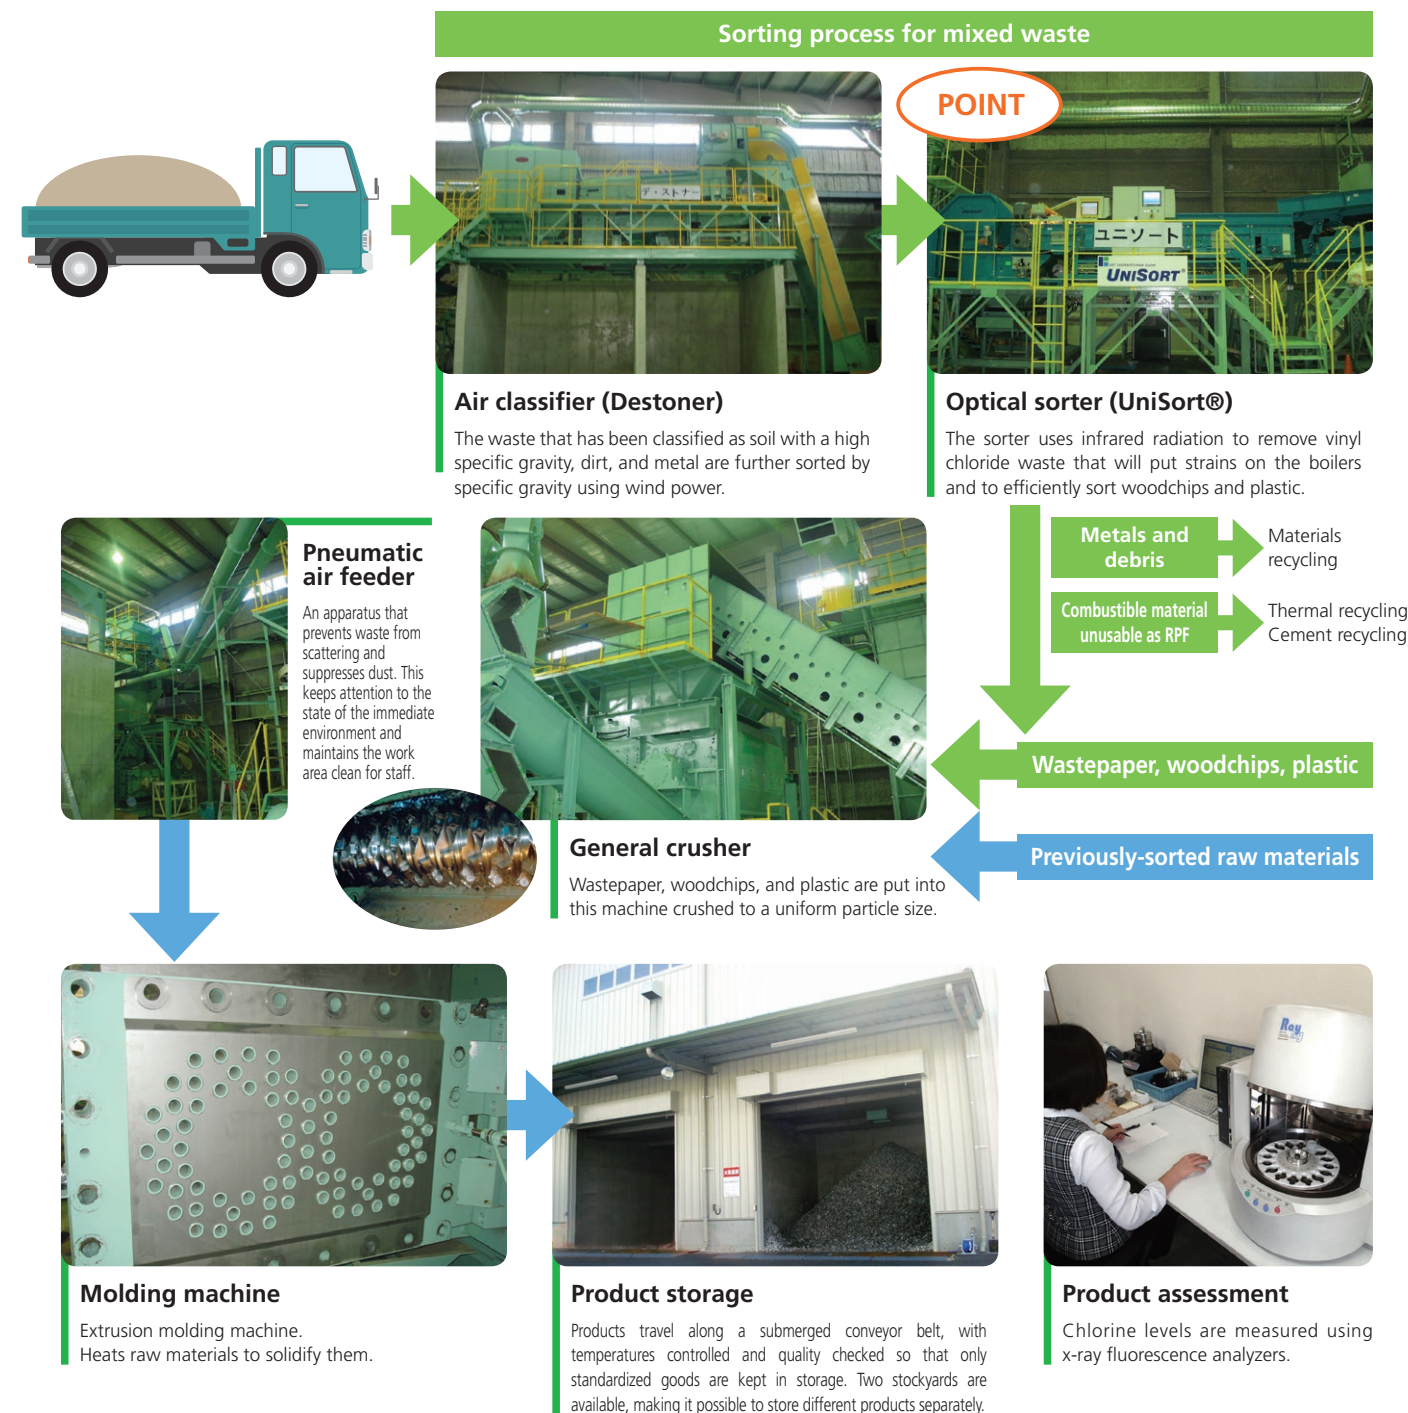 Sorting process for mixed waste
POINT
デ・ストナー
ユニソート
UNISORT®
Air classifier (Destoner)
The waste that has been classified as soil with a high
specific gravity, dirt, and metal are further sorted by
specific gravity using wind power.
Optical sorter (UniSort®)
The sorter uses infrared radiation to remove vinyl
chloride waste that will put strains on the boilers
and to efficiently sort woodchips and plastic.
Metals and
debris
Materials
recycling
Combustible material
unusable as RPF
Thermal recycling
Cement recycling
Pneumatic
air feeder
An apparatus that
prevents waste from
scattering and
suppresses dust. This
keeps attention to the
state of the immediate
environment and
maintains the work
area clean for staff.
Wastepaper, woodchips, plastic
Previously-sorted raw materials
General crusher
Wastepaper, woodchips, and plastic are put into
this machine crushed to a uniform particle size.
Ray
Molding machine
Extrusion molding machine.
Heats raw materials to solidify them.
Product storage
Products travel along a submerged conveyor belt, with
temperatures controlled and quality checked so that only
standardized goods are kept in storage. Two stockyards are
available, making it possible to store different products separately.
Product assessment
Chlorine levels are measured using
x-ray fluorescence analyzers.